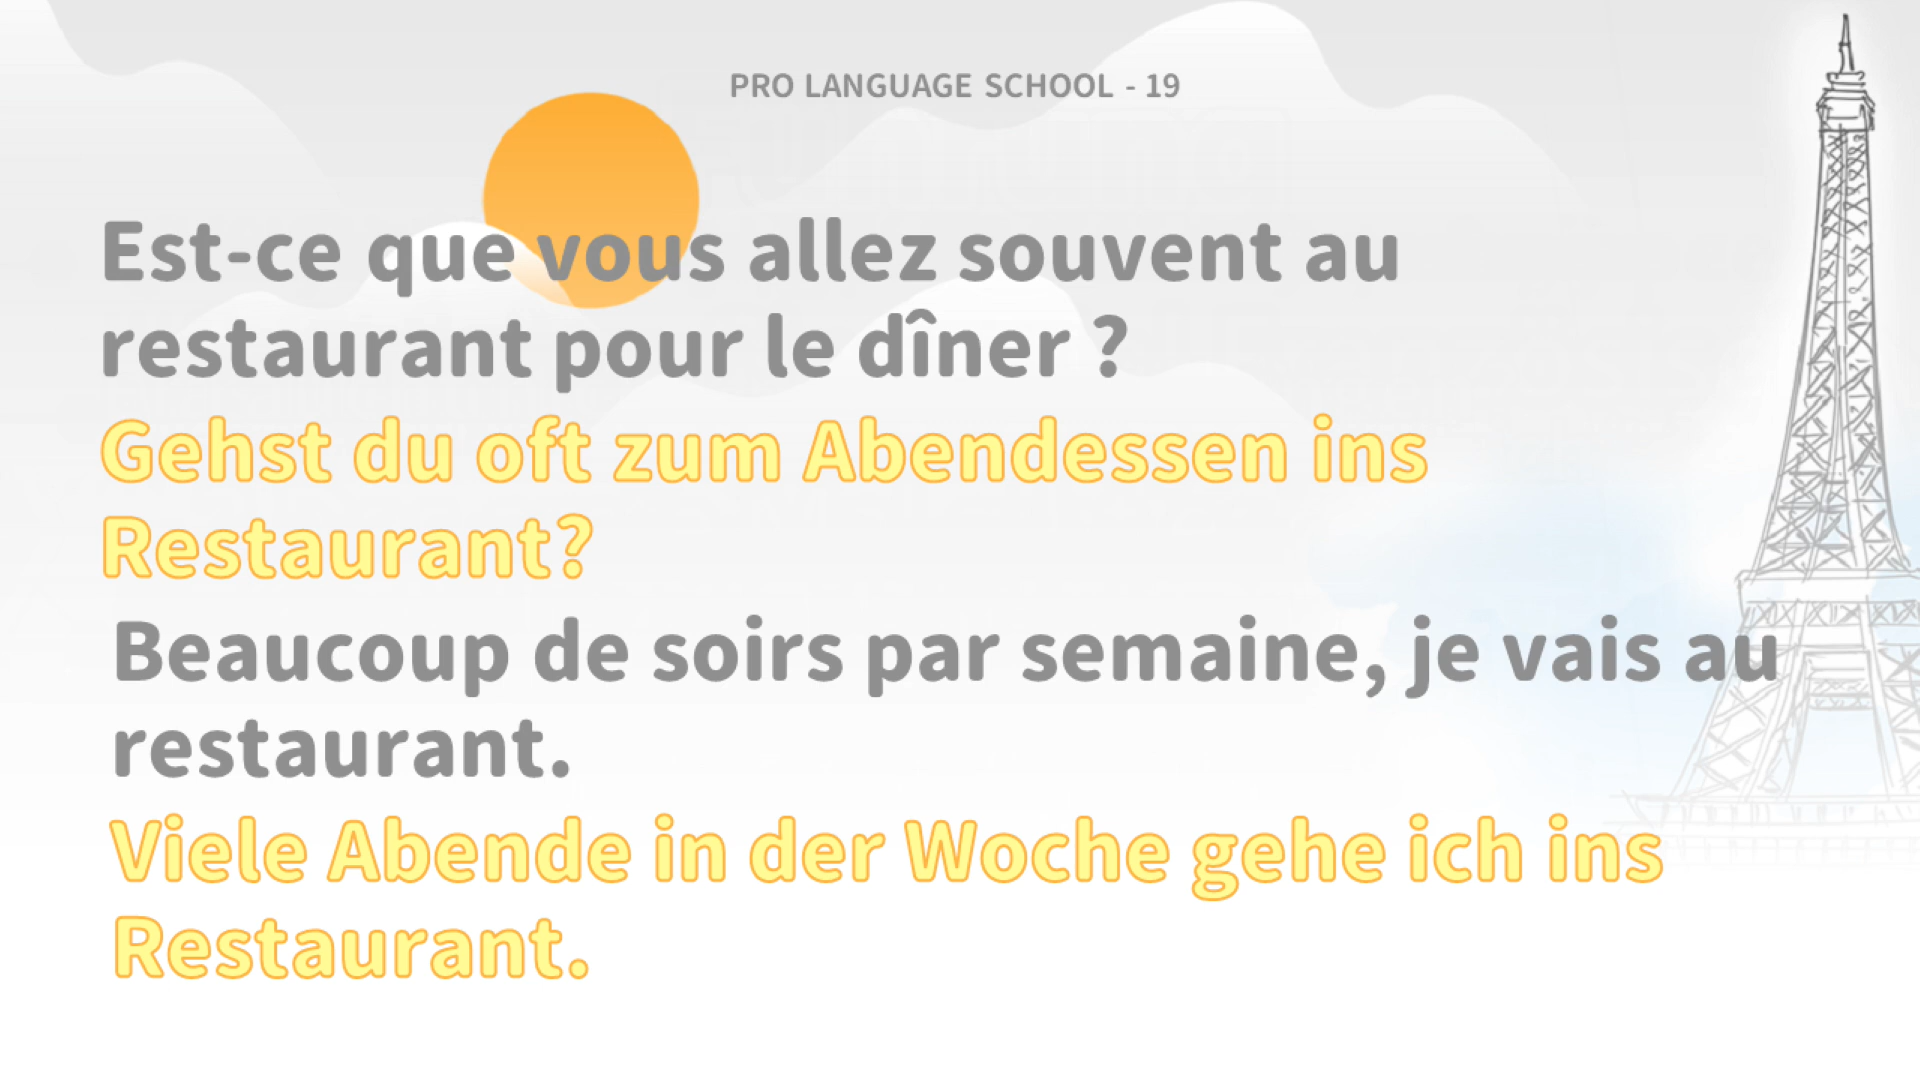 PRO LANGUAGE SCHOOL - 19
Est-ce que vous allez souvent au
restaurant pour le dîner ?
Gehst du oft zum Abendessen ins
Restaurant?
Beaucoup de soirs par semaine, je vais au
restaurant.
Viele Abende in der Woche gehe ich ins
Restaurant.